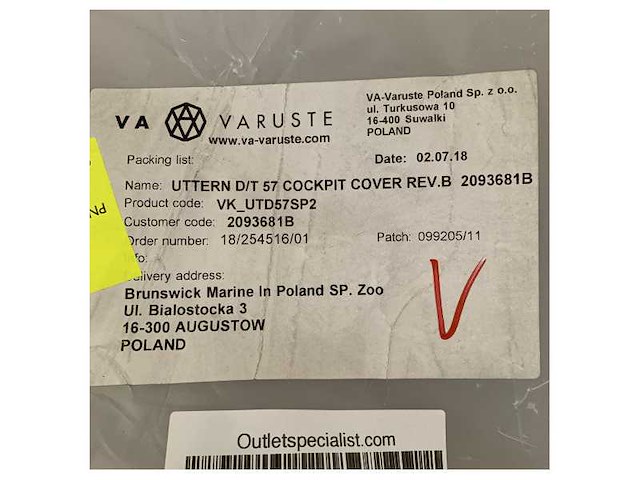 VA VARUSTE
www.va-varuste.com
VA-Varuste Poland Sp. z o.o.
ul. Turkusowa 10
16-400 Suwalki
POLAND
Packing list:
Date: 02.07.18
Name: UTTERN D/T 57 COCKPIT COVER REV.B 2093681B
Product code: VK_UTD57SP2
Customer code: 2093681B
Order number: 18/254516/01
Patch: 099205/11
nfo:
elivery address:
Brunswick Marine In Poland SP. Zoo
Ul. Bialostocka 3
16-300 AUGUSTOW
POLAND
V
PN
Outletspecialist.com